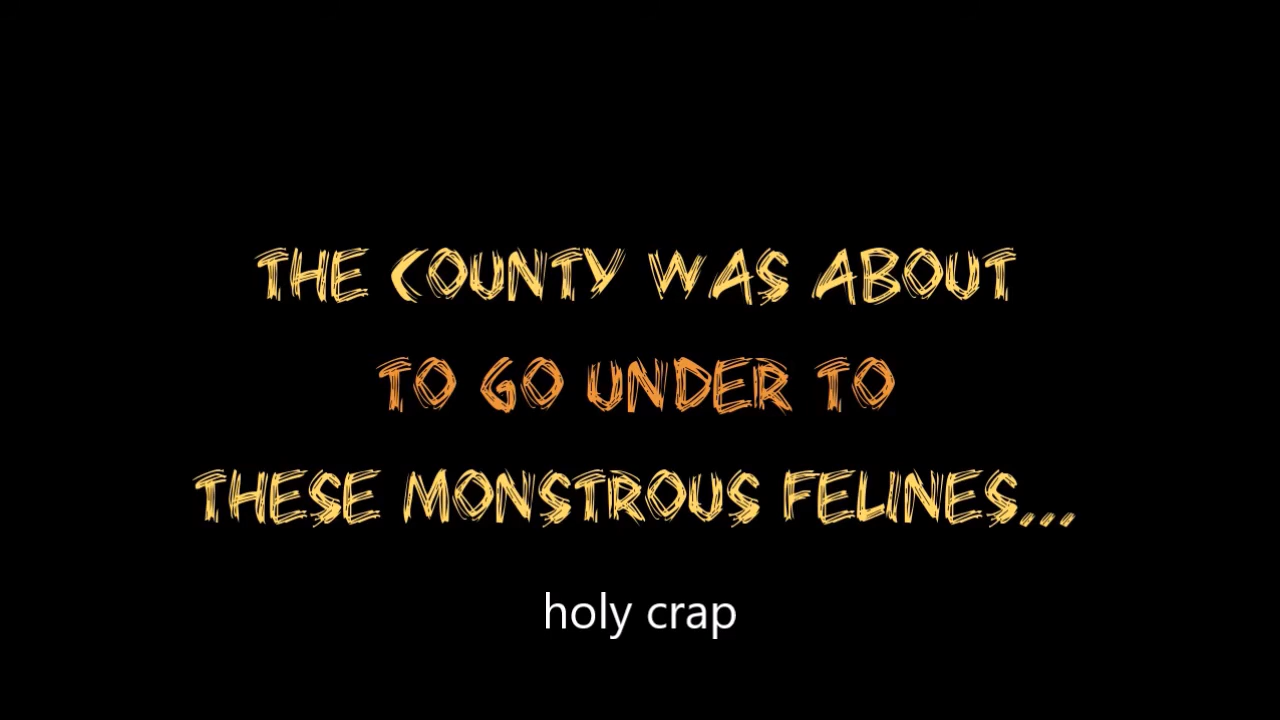 THE COUNTY WAS ABOUT
TO GO UNDER TO
THESE MONSTROUS FELINES...
holy crap